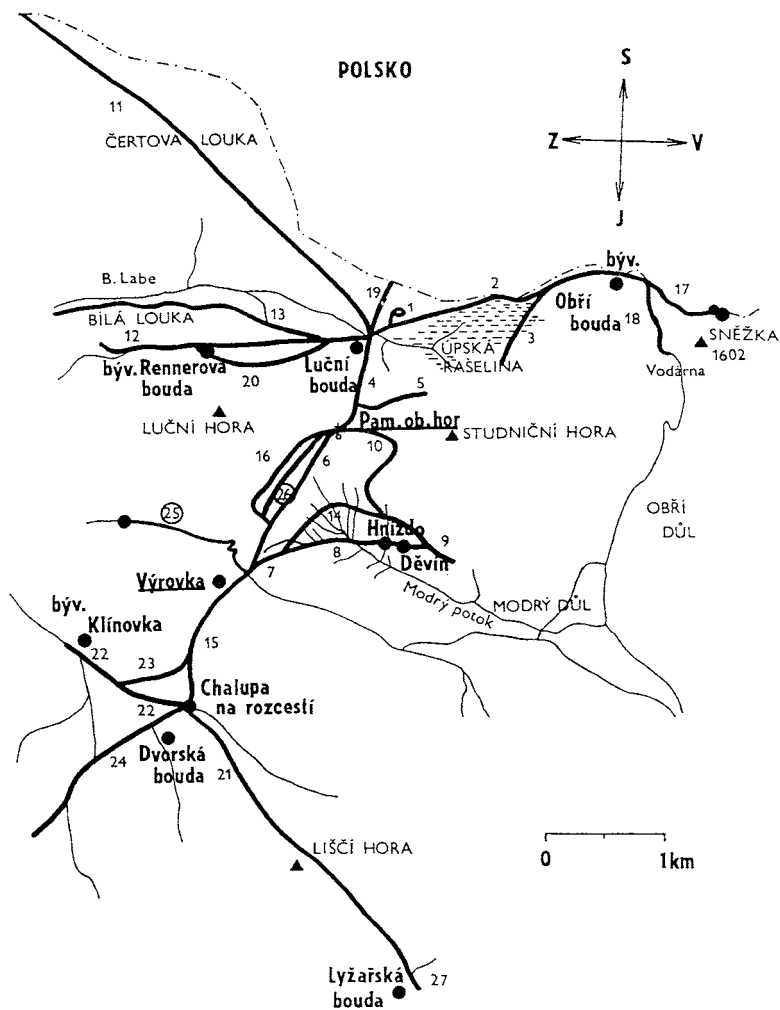 POLSKO
S
Z
V
J
11
ČERTOVA LOUKA
B. Labe
19
1
2
býv.
17
BÍLÁ LOUKA
13
Obří
bouda
18
SNĚŽKA
1602
12
3
býv. Rennerova
bouda
20
Luční
bouda
ÚPSKÁ
RAŠELINA
Vodárna
4
5
LUČNÍ HORA
Pam.ob.hor
STUDNIČNÍ HORA
6
10
16
6
26
25
14
Hnízdo
OBŘÍ
DŮL
8
9
Děvín
7
Výrovka
Modrý potok
MODRÝ DŮL
býv.
Klínovka
15
22
23
Chalupa
na rozcestí
22
Dvorská
bouda
24
21
LIŠČÍ HORA
0
1km
Lyžařská
bouda
27